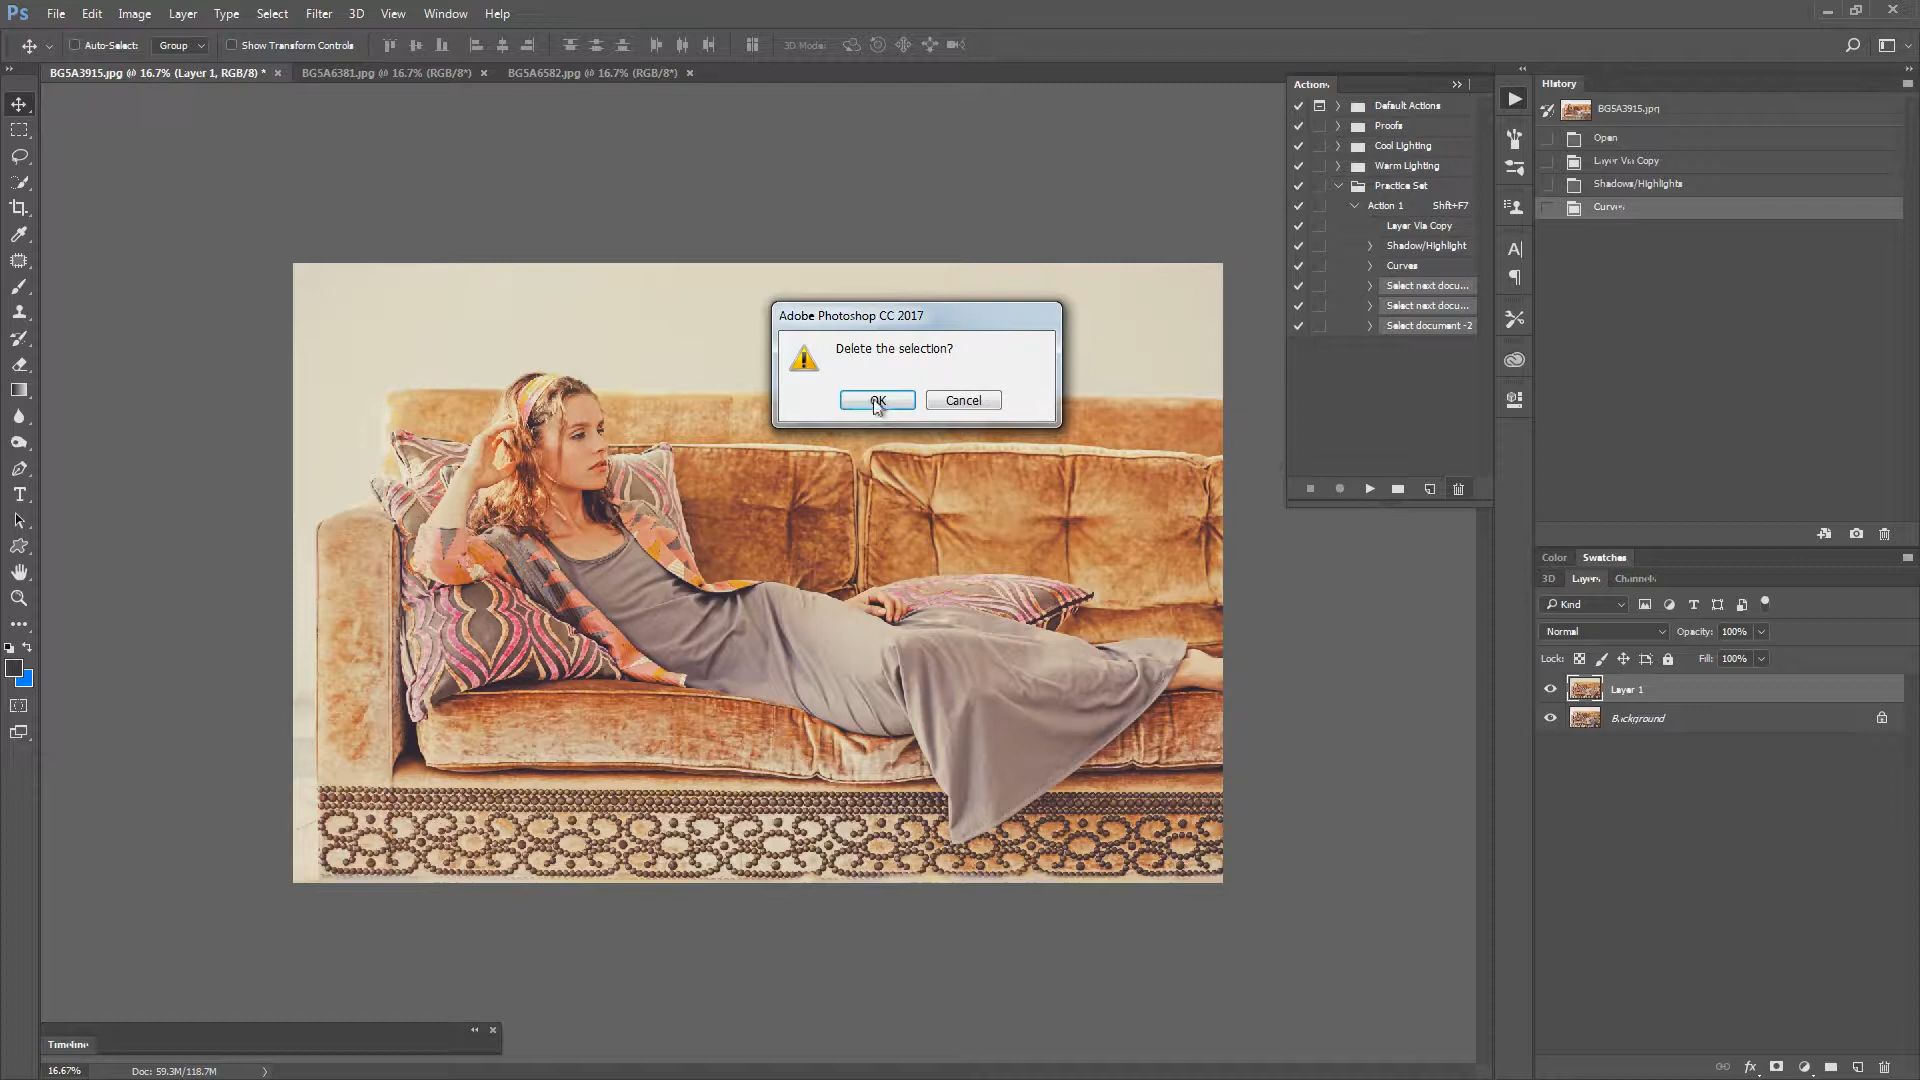 Ps File Edit Image Layer Type Select Filter 3D View Window Help
Auto-Select: Group Show Transform Controls 3D Mode:
BG5A3915.jpg @ 16.7% (Layer 1, RGB/8) * × BG5A6381.jpg @ 16.7% (RGB/8*) × BG5A6582.jpg @ 16.7% (RGB/8*) ×
Actions
Default Actions
Proofs
Cool Lighting
Warm Lighting
Practice Set
Action 1 Shft+F7
Layer Via Copy
Shadow/Highlight
Curves
Select next docu...
Select next docu...
Select document -2
History
BG5A3915.jpg
Open
Layer Via Copy
Shadows/Highlights
Curves
Adobe Photoshop CC 2017
Delete the selection?
OK Cancel
Color Swatches
3D Layers Channels
Kind
Normal Opacity: 100%
Lock: Fill: 100%
Layer 1
Background
T
Timeline
16.67% Doc: 59.3M/118.7M
fx